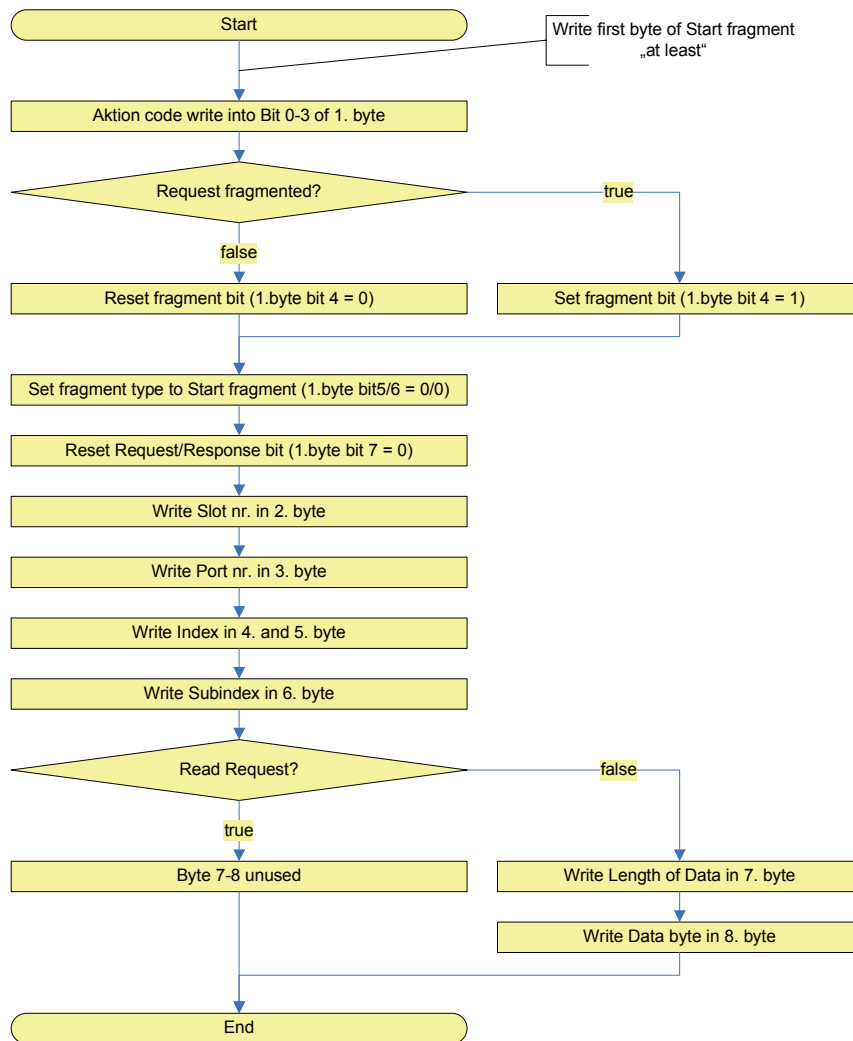 Start
Write first byte of Start fragment
„at least“
Aktion code write into Bit 0-3 of 1. byte
Request fragmented?
true
false
Reset fragment bit (1.byte bit 4 = 0)
Set fragment bit (1.byte bit 4 = 1)
Set fragment type to Start fragment (1.byte bit5/6 = 0/0)
Reset Request/Response bit (1.byte bit 7 = 0)
Write Slot nr. in 2. byte
Write Port nr. in 3. byte
Write Index in 4. and 5. byte
Write Subindex in 6. byte
Read Request?
false
true
Byte 7-8 unused
Write Length of Data in 7. byte
Write Data byte in 8. byte
End